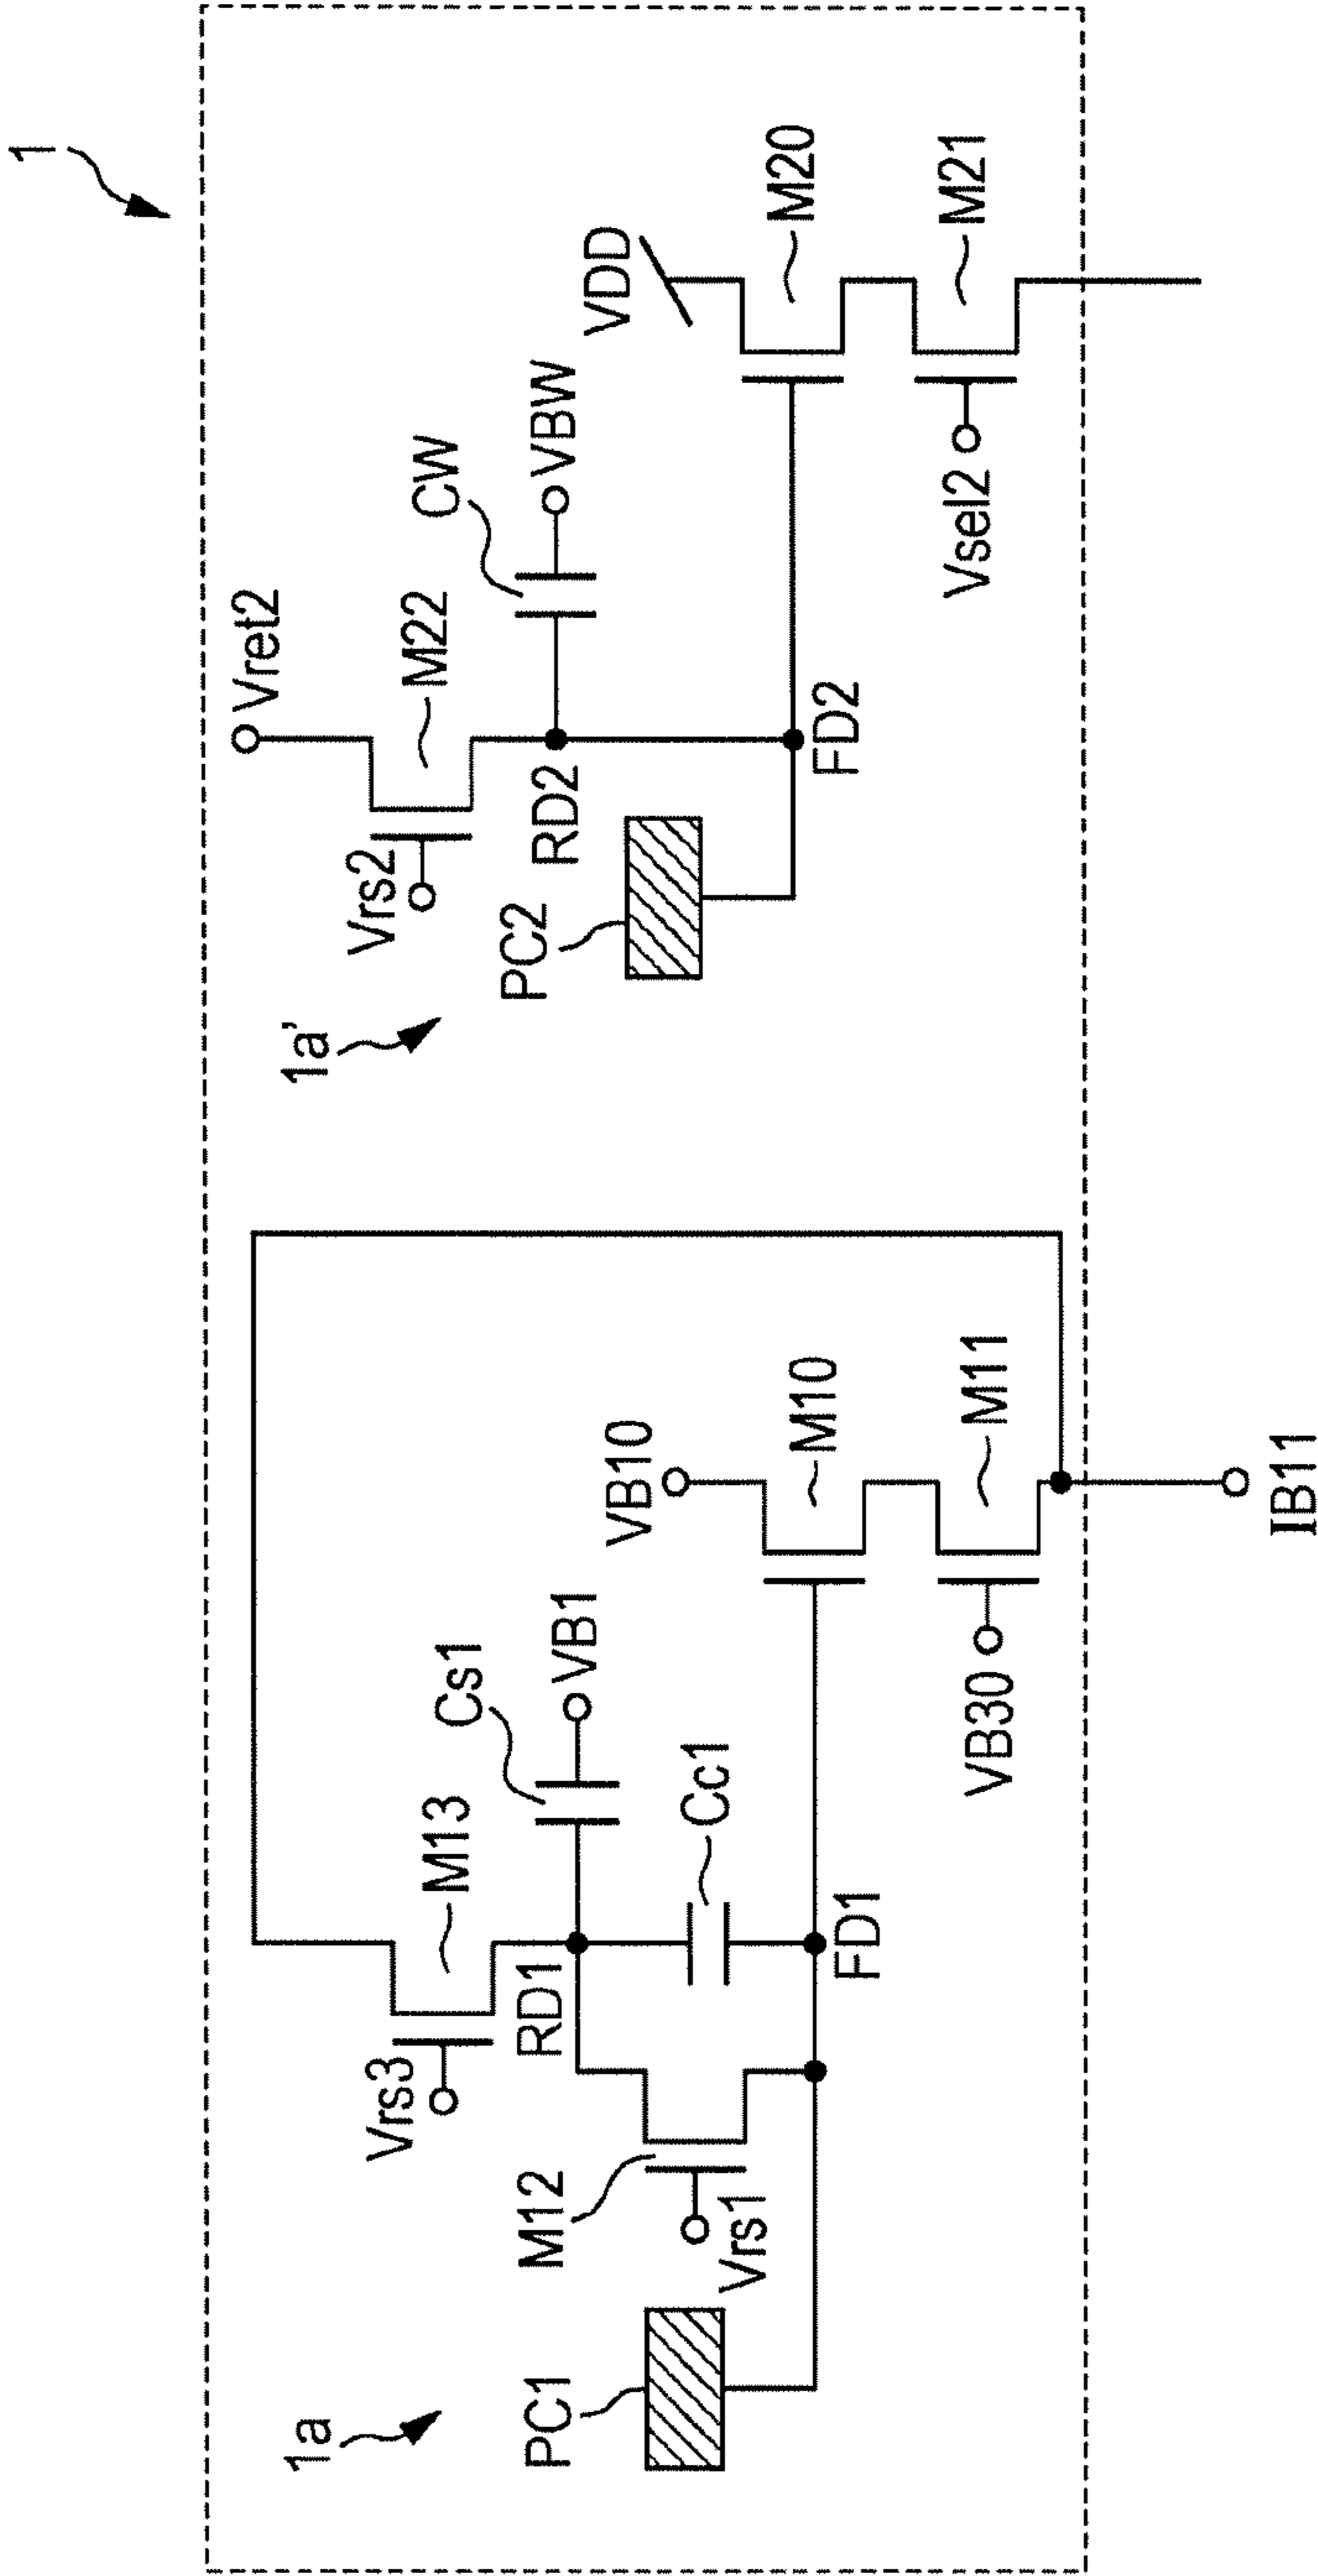 1
1a
Vrs3
M13
Cs1
VB1
RD1
M12
Vrs1
Cc1
PC1
FD1
VB10
M10
M11
VB30
IB11
1a'
Vret2
Vrs2
M22
CW
VBW
RD2
PC2
FD2
VDD
M20
M21
Vsel2